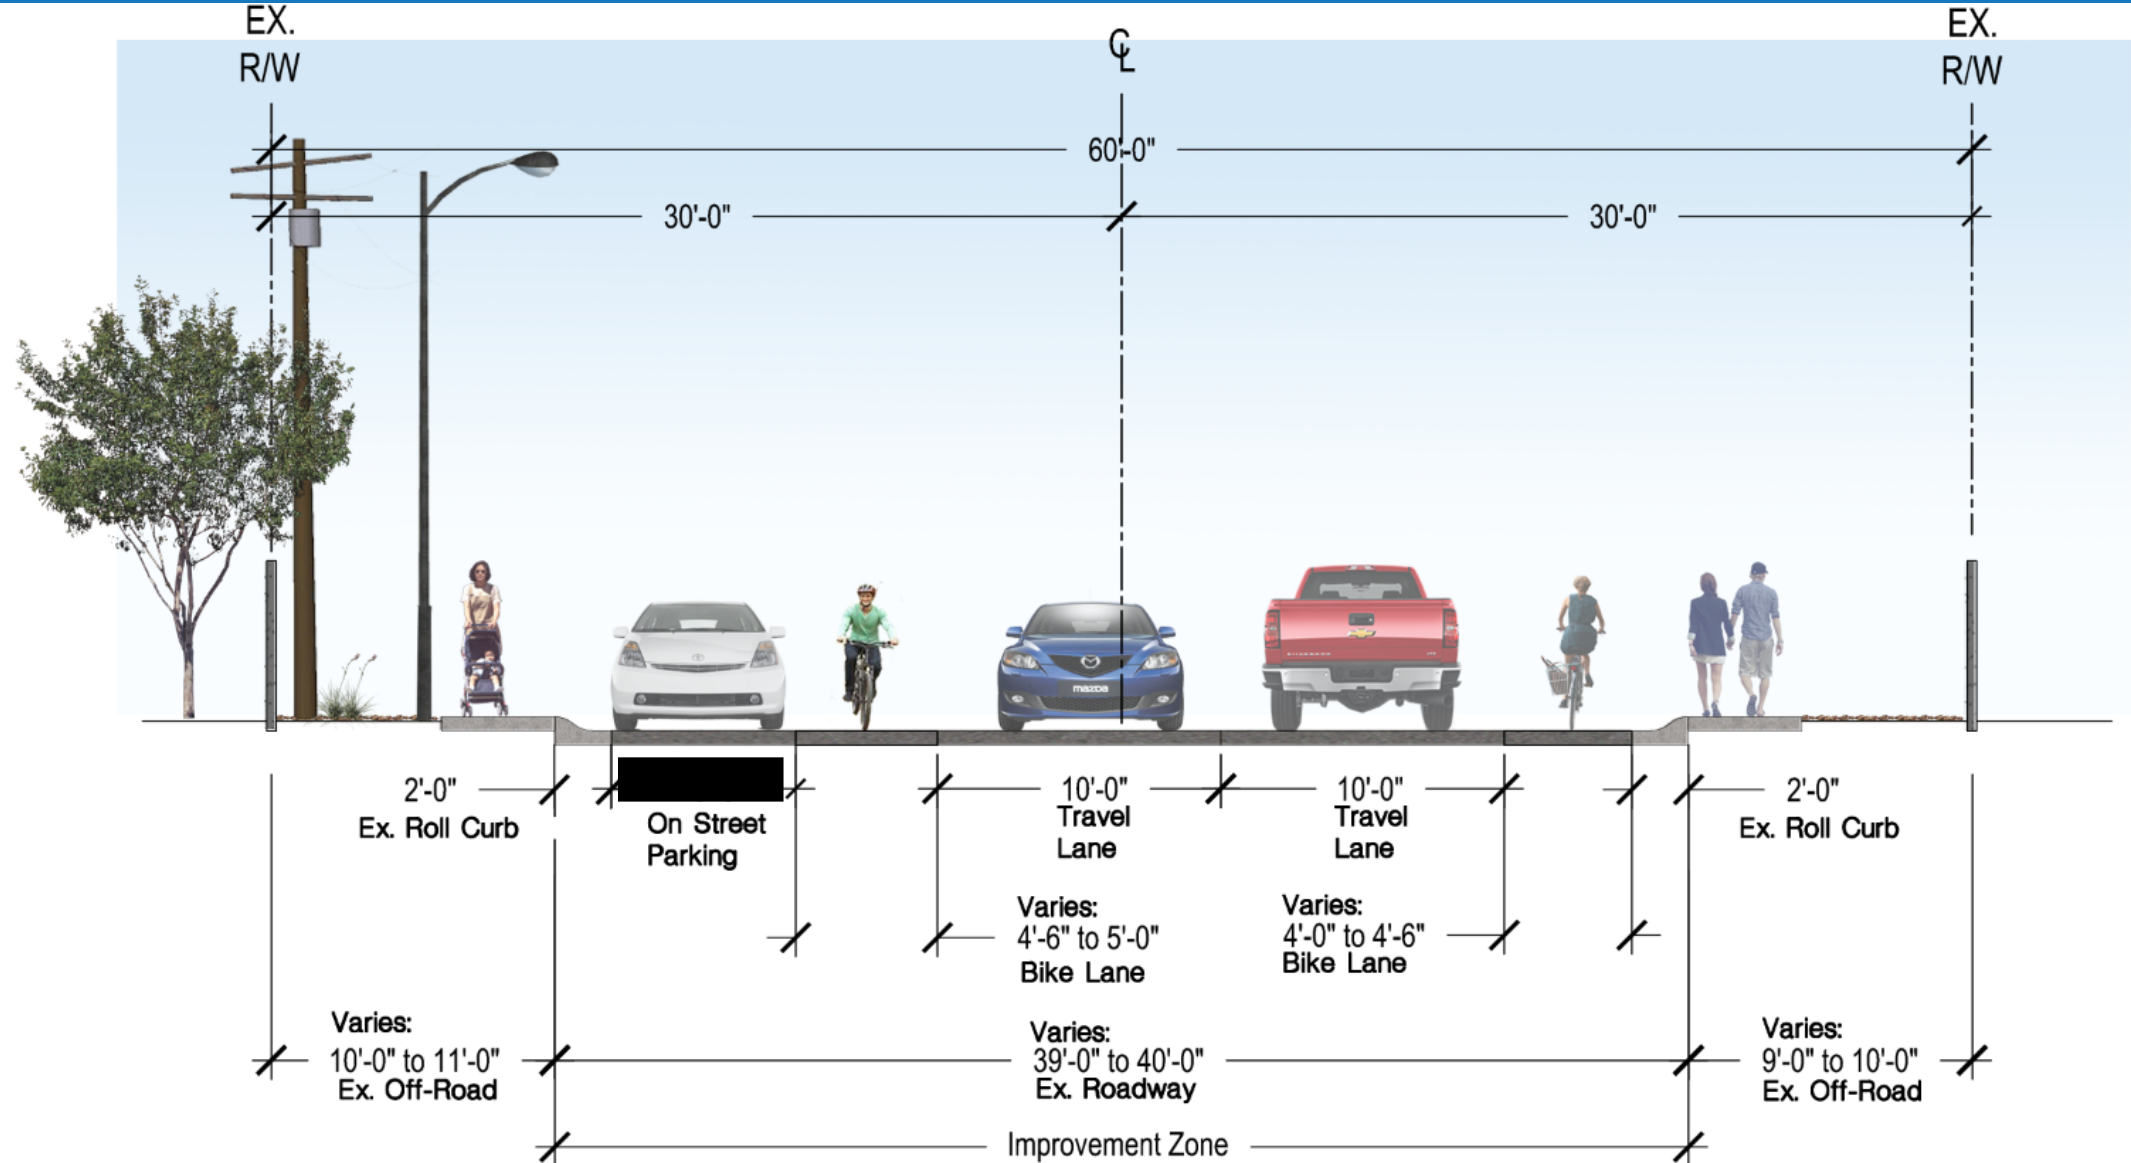 EX.
R/W
CL
EX.
R/W
60'-0"
30'-0"
30'-0"
mazda
2'-0"
Ex. Roll Curb
On Street
Parking
10'-0"
Travel
Lane
10'-0"
Travel
Lane
2'-0"
Ex. Roll Curb
Varies:
4'-6" to 5'-0"
Bike Lane
Varies:
4'-0" to 4'-6"
Bike Lane
Varies:
10'-0" to 11'-0"
Ex. Off-Road
Varies:
39'-0" to 40'-0"
Ex. Roadway
Varies:
9'-0" to 10'-0"
Ex. Off-Road
Improvement Zone